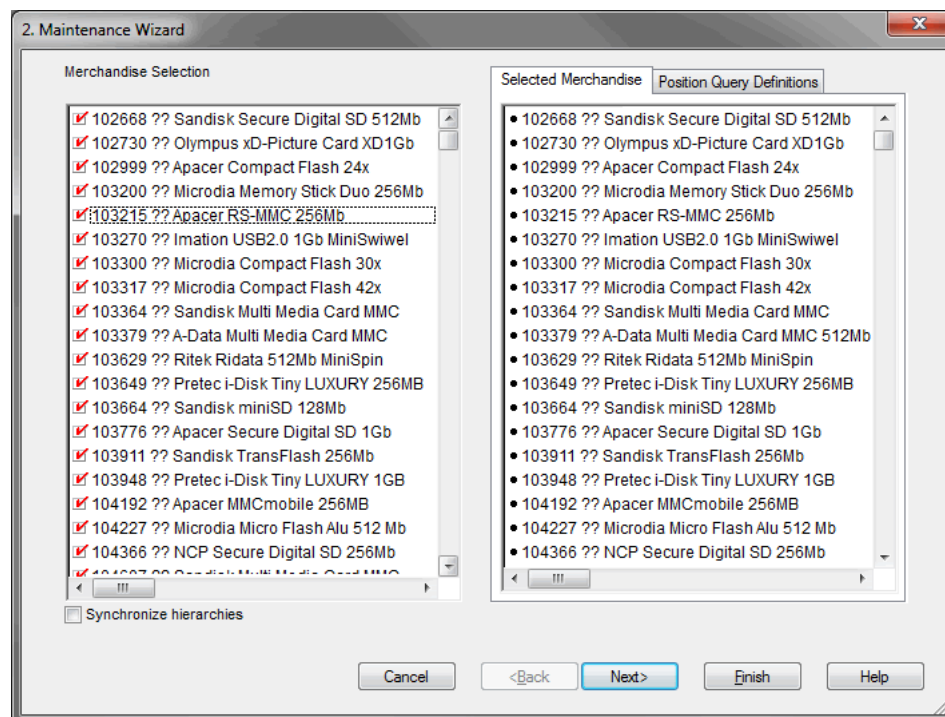 2. Maintenance Wizard
Merchandise Selection
102668 ?? Sandisk Secure Digital SD 512Mb
102730 ?? Olympus xD-Picture Card XD1Gb
102999 ?? Apacer Compact Flash 24x
103200 ?? Microdia Memory Stick Duo 256Mb
103215 ?? Apacer RS-MMC 256Mb
103270 ?? Imation USB2.0 1Gb MiniSwiwel
103300 ?? Microdia Compact Flash 30x
103317 ?? Microdia Compact Flash 42x
103364 ?? Sandisk Multi Media Card MMC
103379 ?? A-Data Multi Media Card MMC
103629 ?? Ritek Ridata 512Mb MiniSpin
103649 ?? Pretec i-Disk Tiny LUXURY 256MB
103664 ?? Sandisk miniSD 128Mb
103776 ?? Apacer Secure Digital SD 1Gb
103911 ?? Sandisk TransFlash 256Mb
103948 ?? Pretec i-Disk Tiny LUXURY 1GB
104192 ?? Apacer MMCmobile 256MB
104227 ?? Microdia Micro Flash Alu 512 Mb
104366 ?? NCP Secure Digital SD 256Mb
?? Sandisk Multi Media Card MMC
Synchronize hierarchies
Selected Merchandise
Position Query Definitions
• 102668 ?? Sandisk Secure Digital SD 512Mb
• 102730 ?? Olympus xD-Picture Card XD1Gb
• 102999 ?? Apacer Compact Flash 24x
• 103200 ?? Microdia Memory Stick Duo 256Mb
• 103215 ?? Apacer RS-MMC 256Mb
• 103270 ?? Imation USB2.0 1Gb MiniSwiwel
• 103300 ?? Microdia Compact Flash 30x
• 103317 ?? Microdia Compact Flash 42x
• 103364 ?? Sandisk Multi Media Card MMC
• 103379 ?? A-Data Multi Media Card MMC 512Mb
• 103629 ?? Ritek Ridata 512Mb MiniSpin
• 103649 ?? Pretec i-Disk Tiny LUXURY 256MB
• 103664 ?? Sandisk miniSD 128Mb
• 103776 ?? Apacer Secure Digital SD 1Gb
• 103911 ?? Sandisk TransFlash 256Mb
• 103948 ?? Pretec i-Disk Tiny LUXURY 1GB
• 104192 ?? Apacer MMCmobile 256MB
• 104227 ?? Microdia Micro Flash Alu 512 Mb
• 104366 ?? NCP Secure Digital SD 256Mb
Cancel
<Back
Next>
Finish
Help